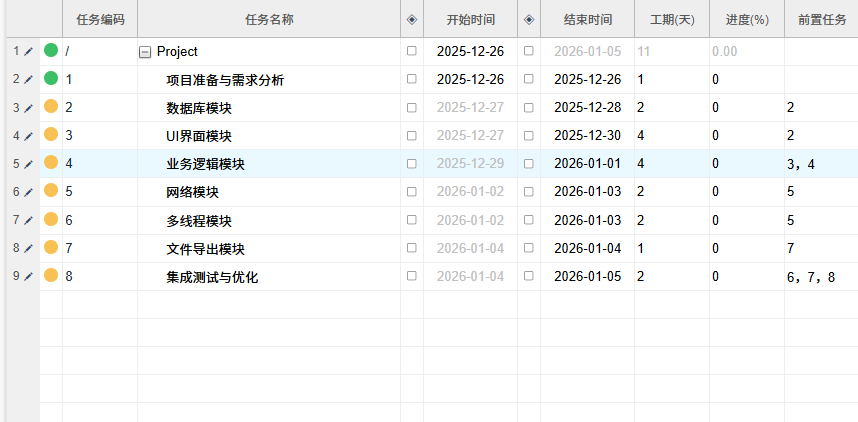 任务编码 任务名称 开始时间 结束时间 工期(天) 进度(%) 前置任务
1 / Project 2025-12-26 2026-01-05 11 0.00
2 1 项目准备与需求分析 2025-12-26 2025-12-26 1 0
3 2 数据库模块 2025-12-27 2025-12-28 2 0 2
4 3 UI界面模块 2025-12-27 2025-12-30 4 0 2
5 4 业务逻辑模块 2025-12-29 2026-01-01 4 0 3，4
6 5 网络模块 2026-01-02 2026-01-03 2 0 5
7 6 多线程模块 2026-01-02 2026-01-03 2 0 5
8 7 文件导出模块 2026-01-04 2026-01-04 1 0 7
9 8 集成测试与优化 2026-01-04 2026-01-05 2 0 6，7，8